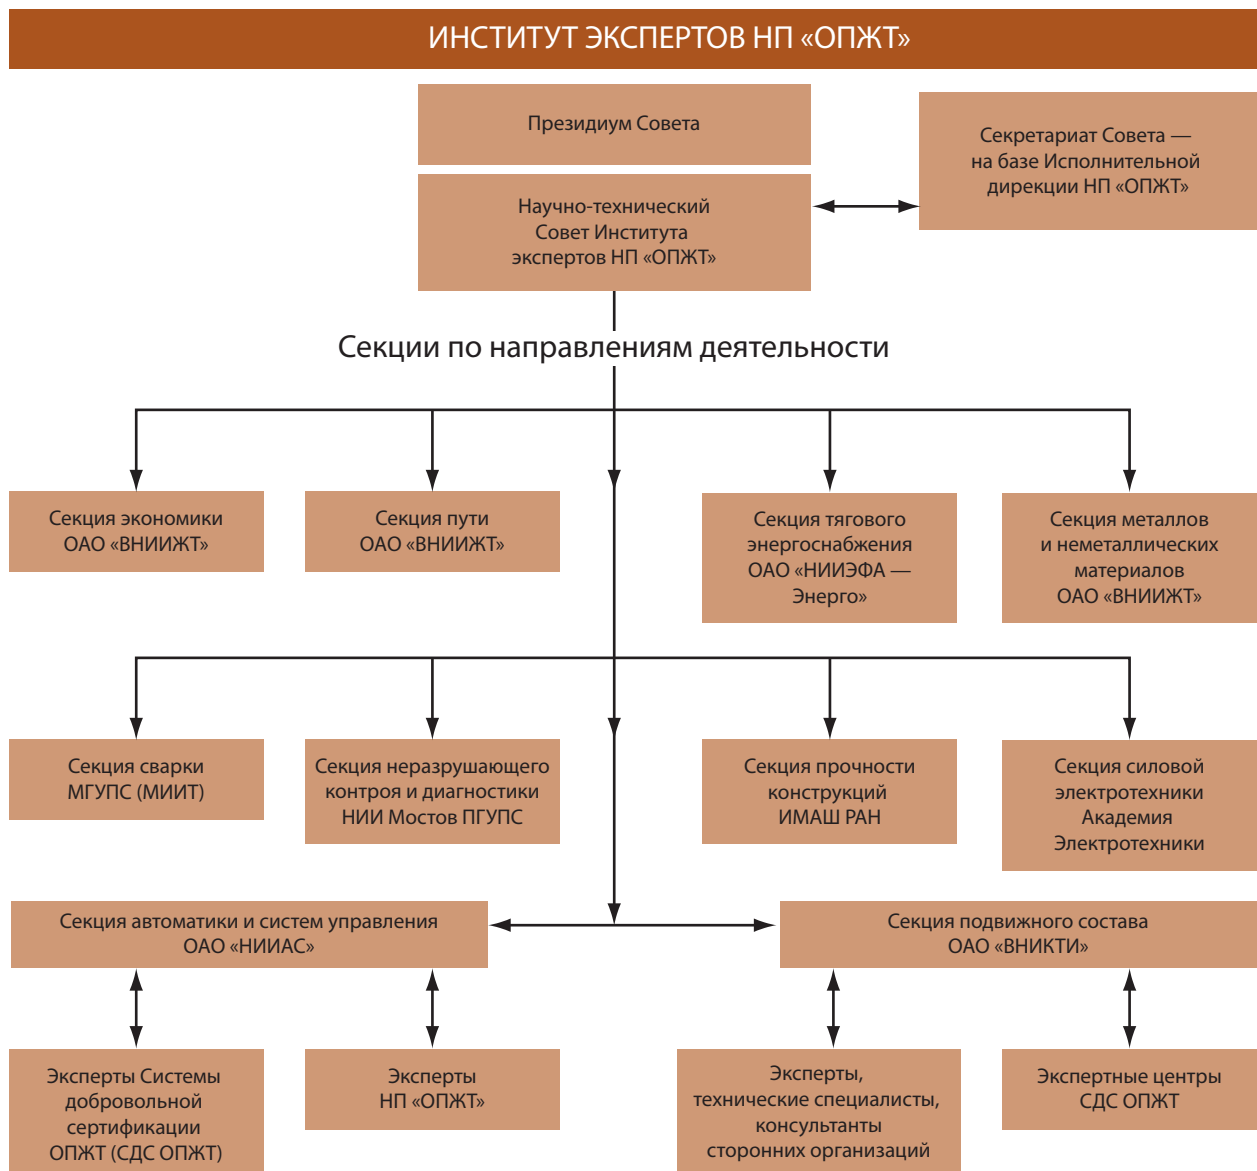 ИНСТИТУТ ЭКСПЕРТОВ НП «ОПЖТ»
Президиум Совета
Секретариат Совета —
на базе Исполнительной
дирекции НП «ОПЖТ»
Научно-технический
Совет Института
экспертов НП «ОПЖТ»
Секции по направлениям деятельности
Секция экономики
ОАО «ВНИИЖТ»
Секция пути
ОАО «ВНИИЖТ»
Секция тягового
энергоснабжения
ОАО «НИИЭФА —
Энерго»
Секция металлов
и неметаллических
материалов
ОАО «ВНИИЖТ»
Секция сварки
МГУПС (МИИТ)
Секция неразрушающего
контроя и диагностики
НИИ Мостов ПГУПС
Секция прочности
конструкций
ИМАШ РАН
Секция силовой
электротехники
Академия
Электротехники
Секция автоматики и систем управления
ОАО «НИИАС»
Секция подвижного состава
ОАО «ВНИКТИ»
Эксперты Системы
добровольной
сертификации
ОПЖТ (СДС ОПЖТ)
Эксперты
НП «ОПЖТ»
Эксперты,
технические специалисты,
консультанты
сторонних организаций
Экспертные центры
СДС ОПЖТ